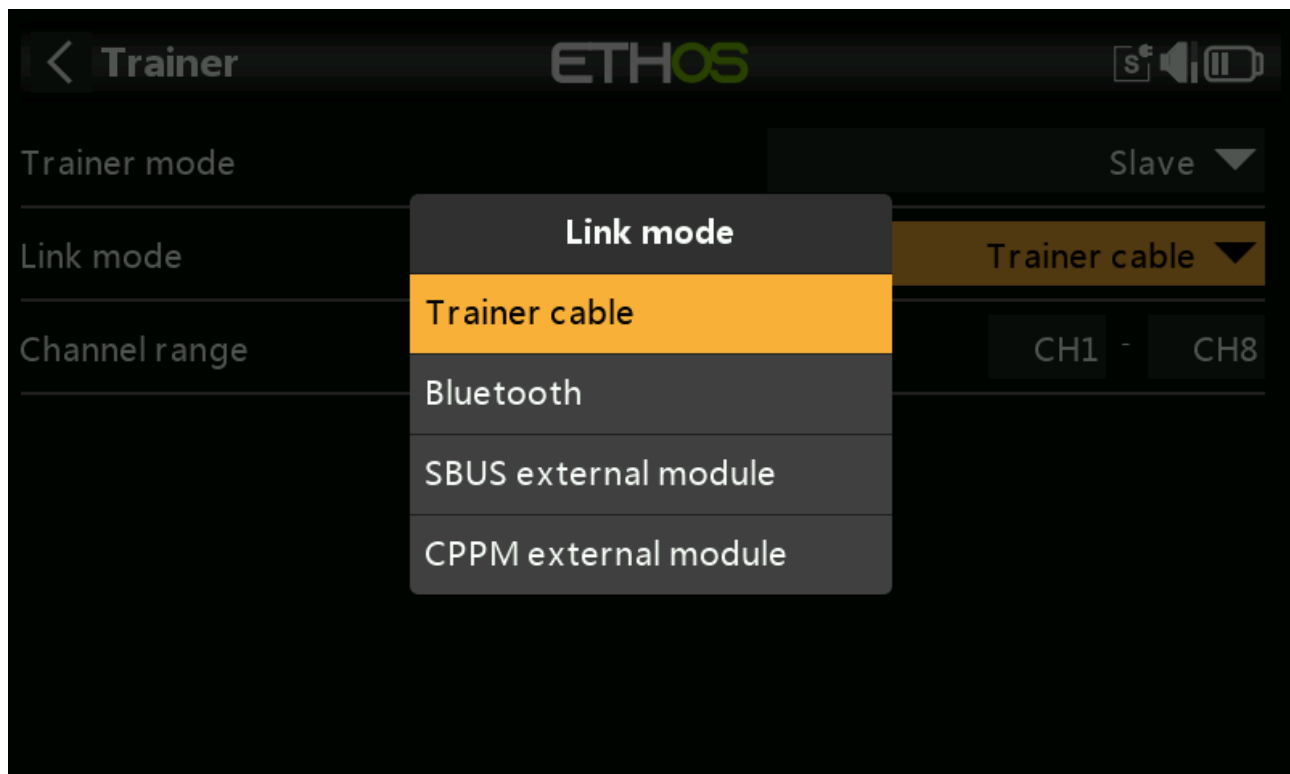 Trainer
ETHOS
S
Trainer mode
Slave
Link mode
Link mode
Trainer cable
Trainer cable
Channel range
CH1 - CH8
Bluetooth
SBUS external module
CPPM external module